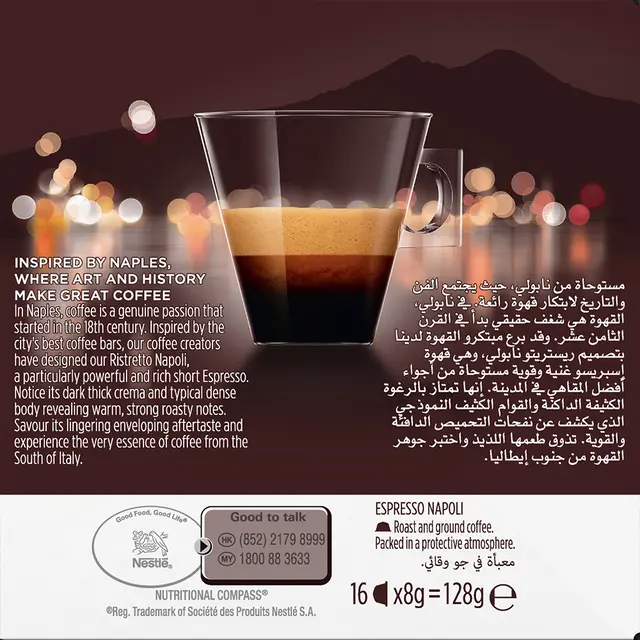 INSPIRED BY NAPLES,
WHERE ART AND HISTORY
MAKE GREAT COFFEE
In Naples, coffee is a genuine passion that
started in the 18th century. Inspired by the
city's best coffee bars, our coffee creators
have designed our Ristretto Napoli,
a particularly powerful and rich short Espresso.
Notice its dark thick crema and typical dense
body revealing warm, strong roasty notes.
Savour its lingering enveloping aftertaste and
experience the very essence of coffee from the
South of Italy.
مستوحاة من نابولي، حيث يجتمع الفن
والتاريخ لابتكار قهوة رائعة. في نابولي،
القهوة هي شغف حقيقي بدأ في القرن
الثامن عشر. وقد برع مبتكرو القهوة لدينا
بتصميم ريستريتو نابولي، وهي قهوة
إسبريسو غنية وقوية مستوحاة من أجواء
أفضل المقاهي في المدينة. إنها تمتاز بالرغوة
الكثيفة الداكنة والقوام الكثيف النموذجي
الذي يكشف عن نفحات التحميص الدافئة
والقوية. تذوق طعمها اللذيذ واختبر جوهر
القهوة من جنوب إيطاليا.
Good Food, Good Life®
Nestlé®
Good to talk
HK (852) 2179 8999
MY 1800 88 3633
NUTRITIONAL COMPASS®
®Reg. Trademark of Société des Produits Nestlé S.A.
ESPRESSO NAPOLI
Roast and ground coffee.
Packed in a protective atmosphere.
معبأة في جو وقائي.
16 x8g=128g e